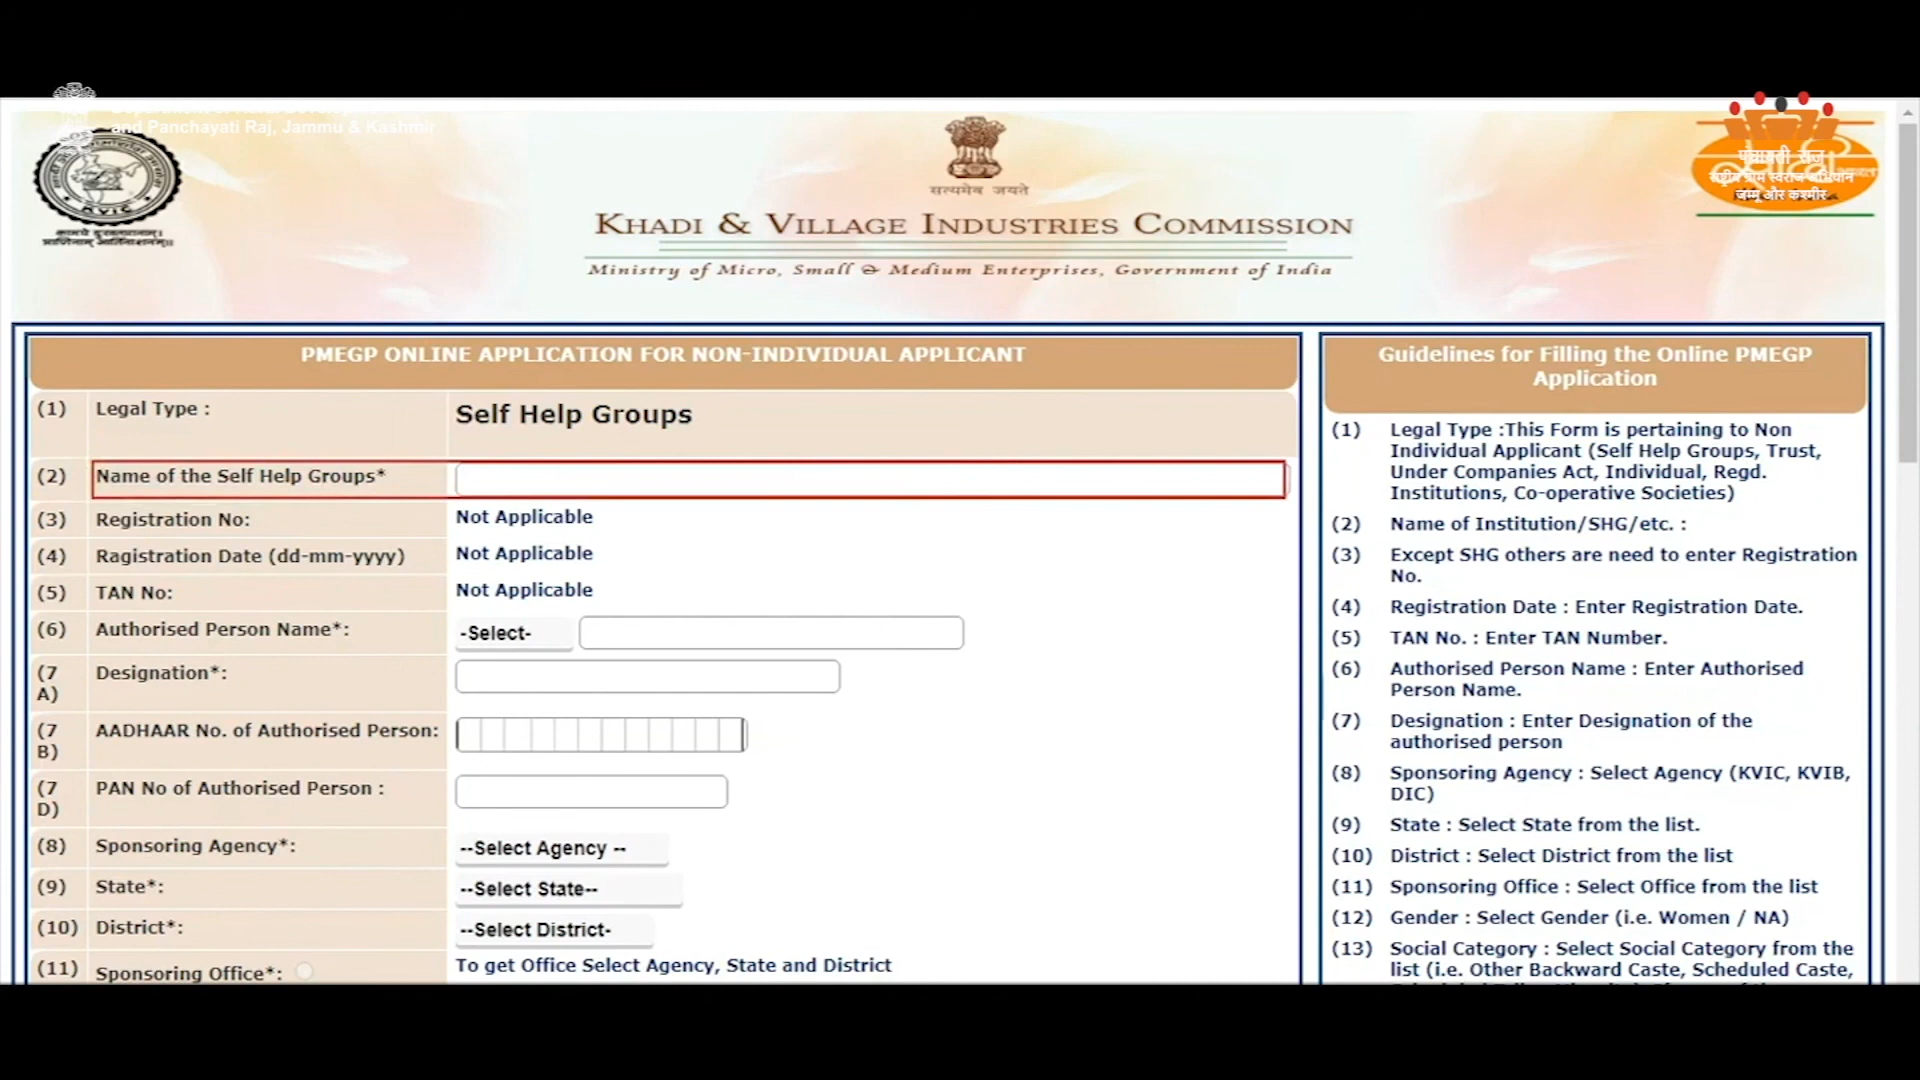 and Panchayati Raj, Jammu & Kashmir
KVIC
सत्यमेव जयते
KHADI & VILLAGE INDUSTRIES COMMISSION
Ministry of Micro, Small & Medium Enterprises, Government of India
पंचायती राज
राष्ट्रीय ग्राम स्वराज अभियान
जम्मू और कश्मीर
PMEGP ONLINE APPLICATION FOR NON-INDIVIDUAL APPLICANT
(1) Legal Type : Self Help Groups
(2) Name of the Self Help Groups*
(3) Registration No: Not Applicable
(4) Ragistration Date (dd-mm-yyyy) Not Applicable
(5) TAN No: Not Applicable
(6) Authorised Person Name*: -Select-
(7 A) Designation*:
(7 B) AADHAAR No. of Authorised Person:
(7 D) PAN No of Authorised Person :
(8) Sponsoring Agency*: --Select Agency --
(9) State*: --Select State--
(10) District*: --Select District-
(11) Sponsoring Office*: To get Office Select Agency, State and District
Guidelines for Filling the Online PMEGP
Application
(1) Legal Type :This Form is pertaining to Non
Individual Applicant (Self Help Groups, Trust,
Under Companies Act, Individual, Regd.
Institutions, Co-operative Societies)
(2) Name of Institution/SHG/etc. :
(3) Except SHG others are need to enter Registration
No.
(4) Registration Date : Enter Registration Date.
(5) TAN No. : Enter TAN Number.
(6) Authorised Person Name : Enter Authorised
Person Name.
(7) Designation : Enter Designation of the
authorised person
(8) Sponsoring Agency : Select Agency (KVIC, KVIB,
DIC)
(9) State : Select State from the list.
(10) District : Select District from the list
(11) Sponsoring Office : Select Office from the list
(12) Gender : Select Gender (i.e. Women / NA)
(13) Social Category : Select Social Category from the
list (i.e. Other Backward Caste, Scheduled Caste,